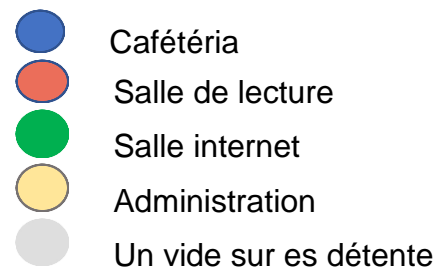 Cafétéria
Salle de lecture
Salle internet
Administration
Un vide sur es détente